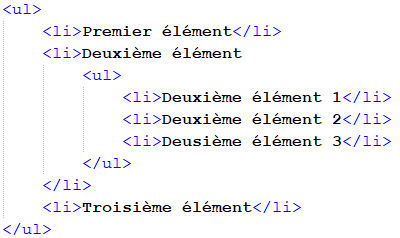 <ul>
<li>Premier élément</li>
<li>Deuxième élément
<ul>
<li>Deuxième élément 1</li>
<li>Deuxième élément 2</li>
<li>Deusième élément 3</li>
</ul>
</li>
<li>Troisième élément</li>
</ul>